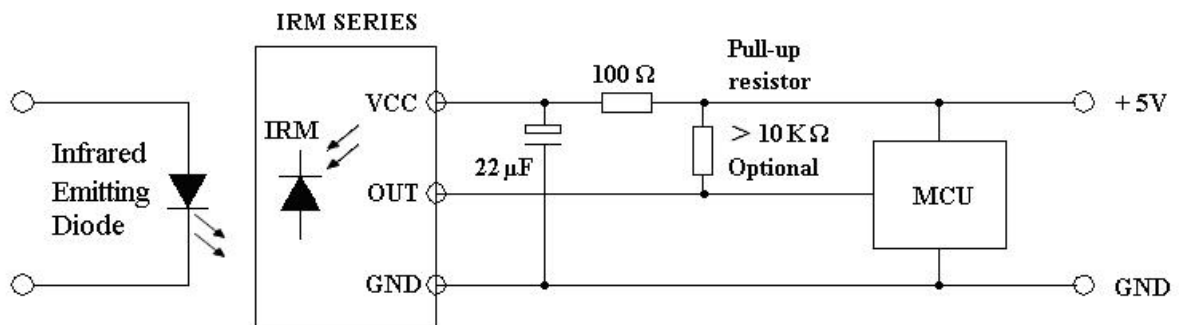 IRM SERIES
Pull-up
resistor
100 Ω
VCC
+ 5V
IRM
> 10 K Ω
Optional
Infrared
Emitting
Diode
22 μF
OUT
MCU
GND
GND